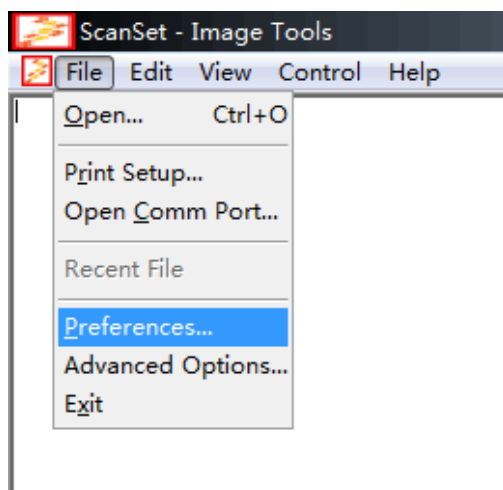 ScanSet - Image Tools
File Edit View Control Help
Open... Ctrl+O
Print Setup...
Open Comm Port...
Recent File
Preferences...
Advanced Options...
Exit